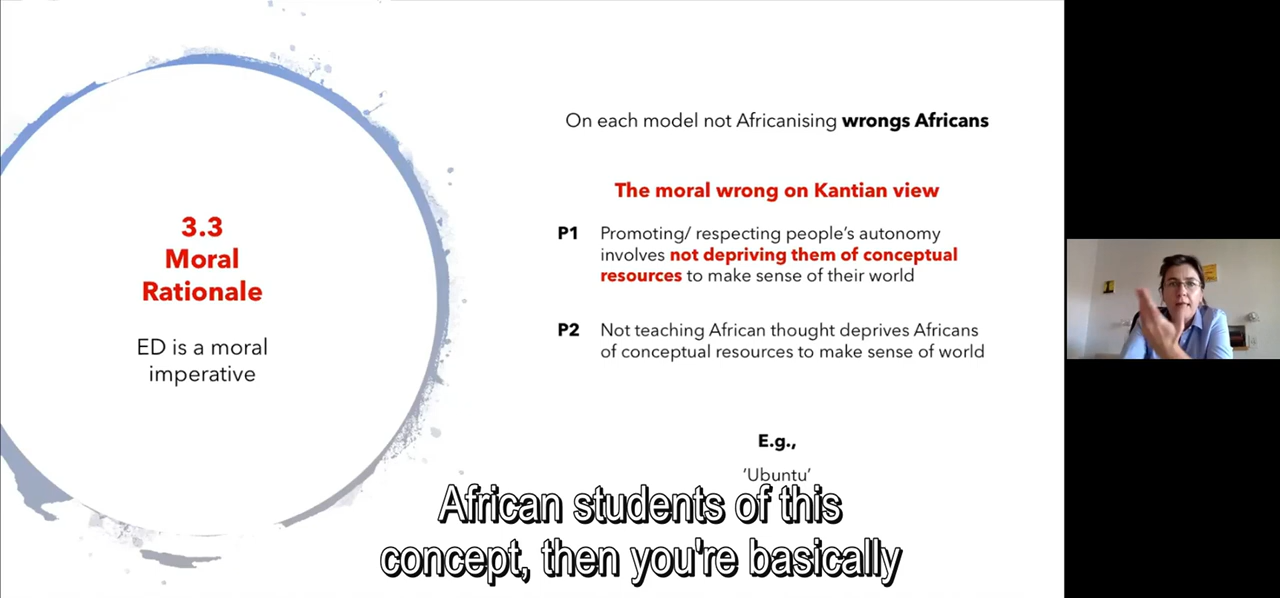 3.3
Moral
Rationale
ED is a moral
imperative
On each model not Africanising wrongs Africans
The moral wrong on Kantian view
P1 Promoting/ respecting people's autonomy
involves not depriving them of conceptual
resources to make sense of their world
P2 Not teaching African thought deprives Africans
of conceptual resources to make sense of world
E.g.,
'Ubuntu'
African students of this
concept, then you're basically